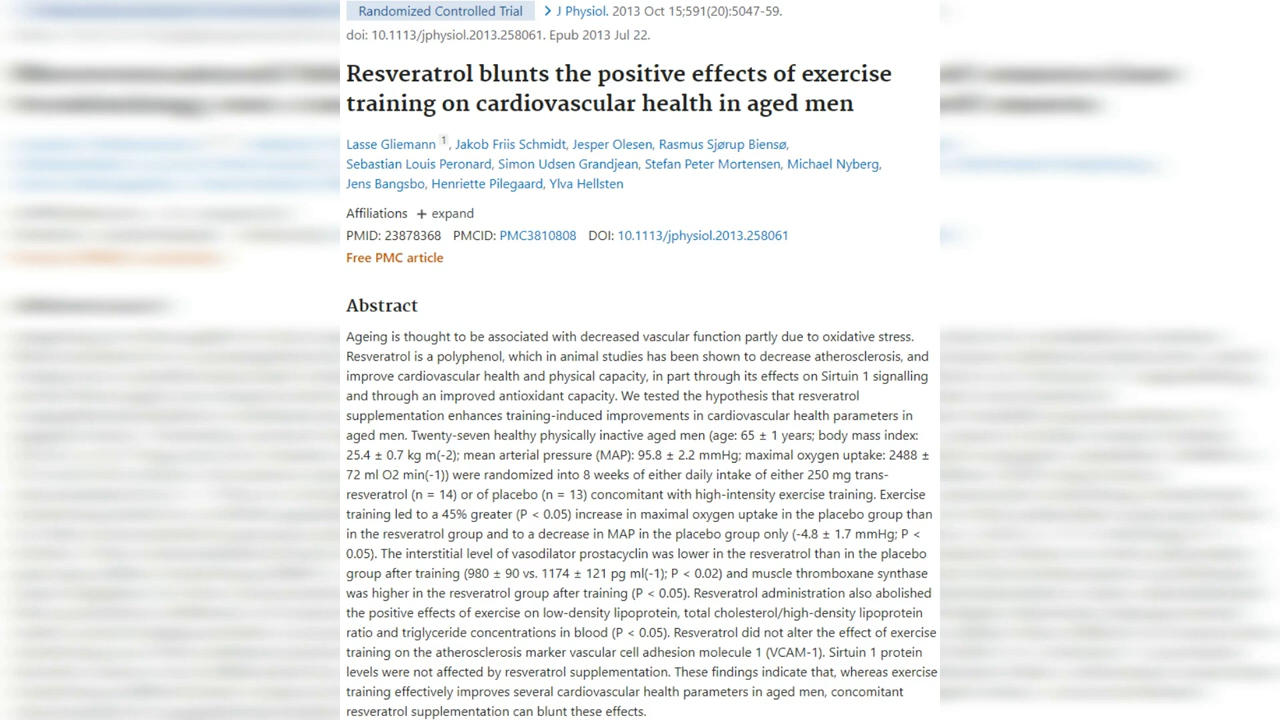 Randomized Controlled Trial > J Physiol. 2013 Oct 15;591(20):5047-59.
doi: 10.1113/jphysiol.2013.258061. Epub 2013 Jul 22.
Resveratrol blunts the positive effects of exercise
training on cardiovascular health in aged men
Lasse Gliemann 1, Jakob Friis Schmidt, Jesper Olesen, Rasmus Sjørup Biensø,
Sebastian Louis Peronard, Simon Udsen Grandjean, Stefan Peter Mortensen, Michael Nyberg,
Jens Bangsbo, Henriette Pilegaard, Ylva Hellsten
Affiliations + expand
PMID: 23878368 PMCID: PMC3810808 DOI: 10.1113/jphysiol.2013.258061
Free PMC article
Abstract
Ageing is thought to be associated with decreased vascular function partly due to oxidative stress.
Resveratrol is a polyphenol, which in animal studies has been shown to decrease atherosclerosis, and
improve cardiovascular health and physical capacity, in part through its effects on Sirtuin 1 signalling
and through an improved antioxidant capacity. We tested the hypothesis that resveratrol
supplementation enhances training-induced improvements in cardiovascular health parameters in
aged men. Twenty-seven healthy physically inactive aged men (age: 65 ± 1 years; body mass index:
25.4 ± 0.7 kg m(-2); mean arterial pressure (MAP): 95.8 ± 2.2 mmHg; maximal oxygen uptake: 2488 ±
72 ml O2 min(-1)) were randomized into 8 weeks of either daily intake of either 250 mg trans-
resveratrol (n = 14) or of placebo (n = 13) concomitant with high-intensity exercise training. Exercise
training led to a 45% greater (P < 0.05) increase in maximal oxygen uptake in the placebo group than
in the resveratrol group and to a decrease in MAP in the placebo group only (-4.8 ± 1.7 mmHg; P <
0.05). The interstitial level of vasodilator prostacyclin was lower in the resveratrol than in the placebo
group after training (980 ± 90 vs. 1174 ± 121 pg ml(-1); P < 0.02) and muscle thromboxane synthase
was higher in the resveratrol group after training (P < 0.05). Resveratrol administration also abolished
the positive effects of exercise on low-density lipoprotein, total cholesterol/high-density lipoprotein
ratio and triglyceride concentrations in blood (P < 0.05). Resveratrol did not alter the effect of exercise
training on the atherosclerosis marker vascular cell adhesion molecule 1 (VCAM-1). Sirtuin 1 protein
levels were not affected by resveratrol supplementation. These findings indicate that, whereas exercise
training effectively improves several cardiovascular health parameters in aged men, concomitant
resveratrol supplementation can blunt these effects.